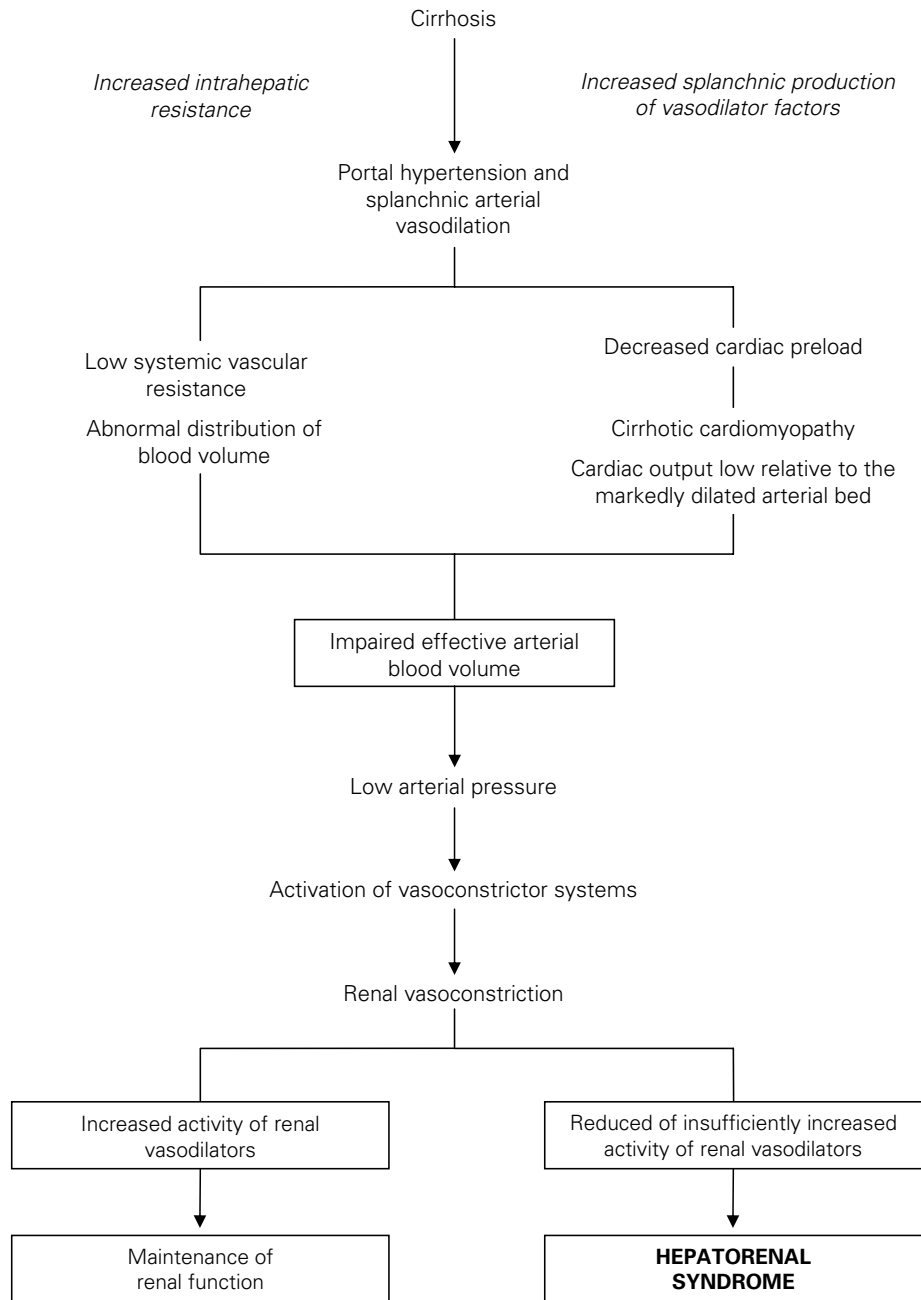 Cirrhosis
Increased intrahepatic
resistance
Increased splanchnic production
of vasodilator factors
Portal hypertension and
splanchnic arterial
vasodilation
Low systemic vascular
resistance
Abnormal distribution of
blood volume
Decreased cardiac preload
Cirrhotic cardiomyopathy
Cardiac output low relative to the
markedly dilated arterial bed
Impaired effective arterial
blood volume
Low arterial pressure
Activation of vasoconstrictor systems
Renal vasoconstriction
Increased activity of renal
vasodilators
Reduced of insufficiently increased
activity of renal vasodilators
Maintenance of
renal function
HEPATORENAL
SYNDROME